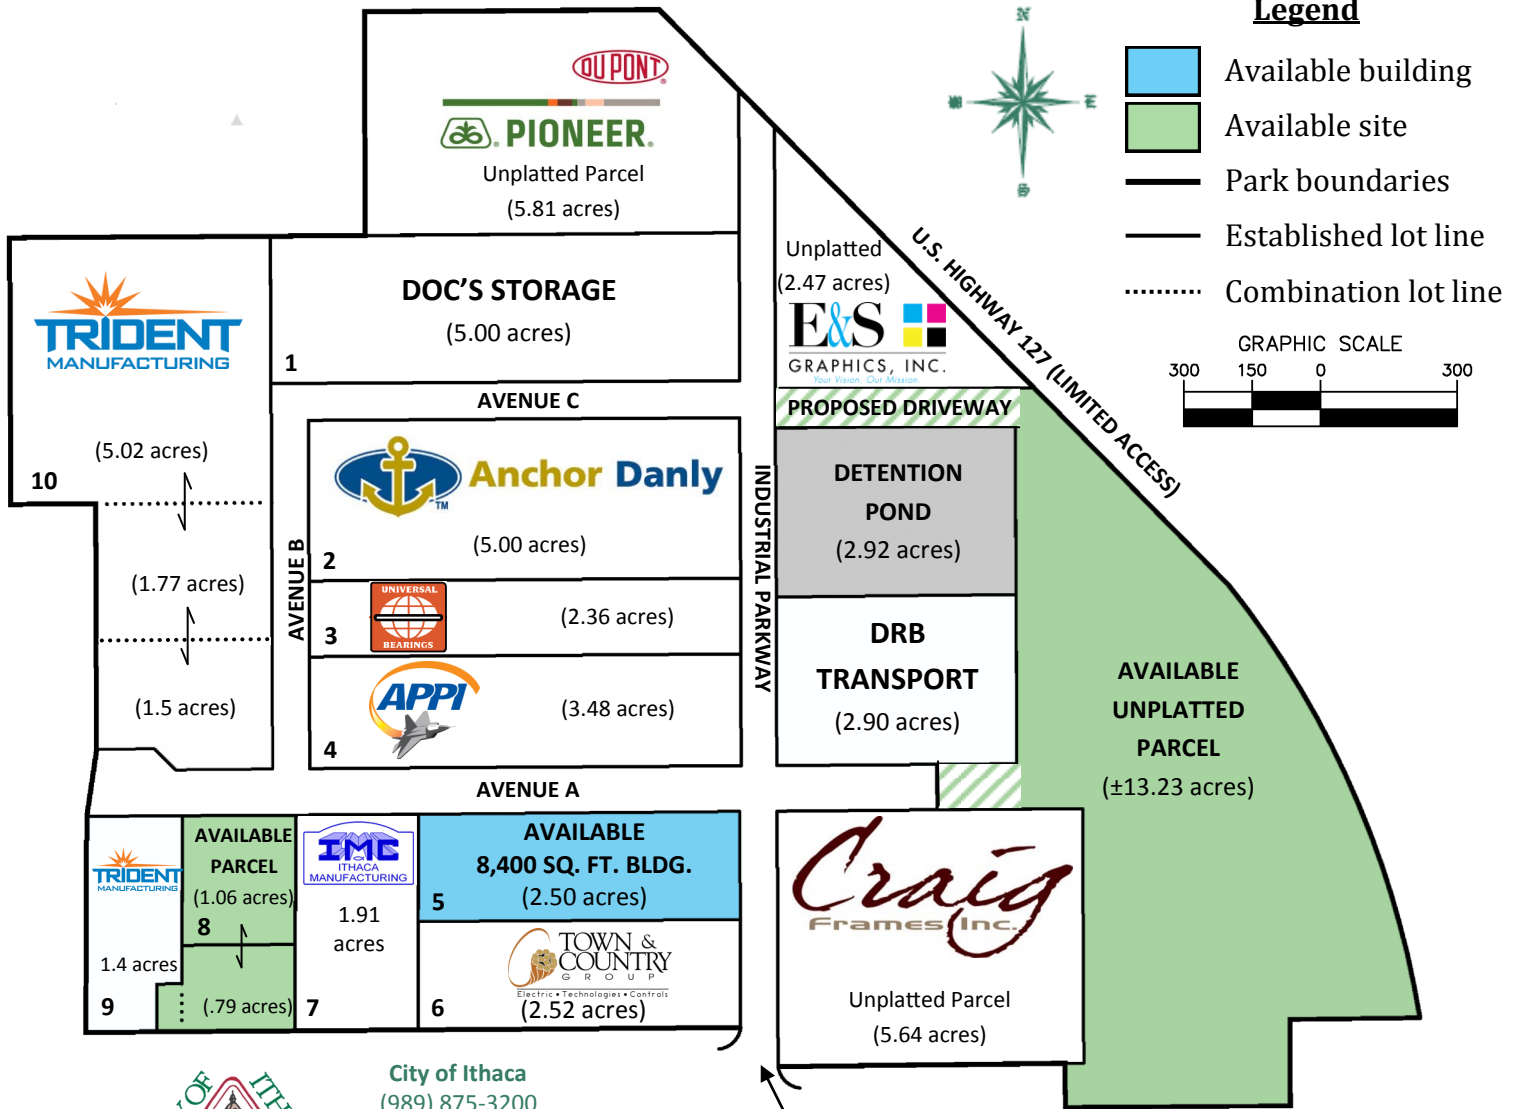 Legend
Available building
Available site
Park boundaries
Established lot line
Combination lot line
GRAPHIC SCALE
300 150 0 300
N
E
S
DUPONT
PIONEER
Unplatted Parcel
(5.81 acres)
TRIDENT
MANUFACTURING
(5.02 acres)
10
(1.77 acres)
(1.5 acres)
DOC'S STORAGE
(5.00 acres)
1
AVENUE C
Anchor Danly
TM
(5.00 acres)
2
AVENUE B
UNIVERSAL
BEARINGS
(2.36 acres)
3
APPI
(3.48 acres)
4
INDUSTRIAL PARKWAY
Unplatted
(2.47 acres)
E&S
GRAPHICS, INC.
Your Vision. Our Mission.
U.S. HIGHWAY 127 (LIMITED ACCESS)
PROPOSED DRIVEWAY
DETENTION
POND
(2.92 acres)
DRB
TRANSPORT
(2.90 acres)
AVAILABLE
UNPLATTED
PARCEL
(±13.23 acres)
AVENUE A
TRIDENT
MANUFACTURING
1.4 acres
9
AVAILABLE
PARCEL
(1.06 acres)
8
(.79 acres)
IMC
ITHACA
MANUFACTURING
1.91
acres
7
AVAILABLE
8,400 SQ. FT. BLDG.
(2.50 acres)
5
TOWN &
COUNTRY
GROUP
Electric • Technologies • Controls
(2.52 acres)
6
Craig
Frames Inc.
Unplatted Parcel
(5.64 acres)
City of Ithaca
(989) 875-3200